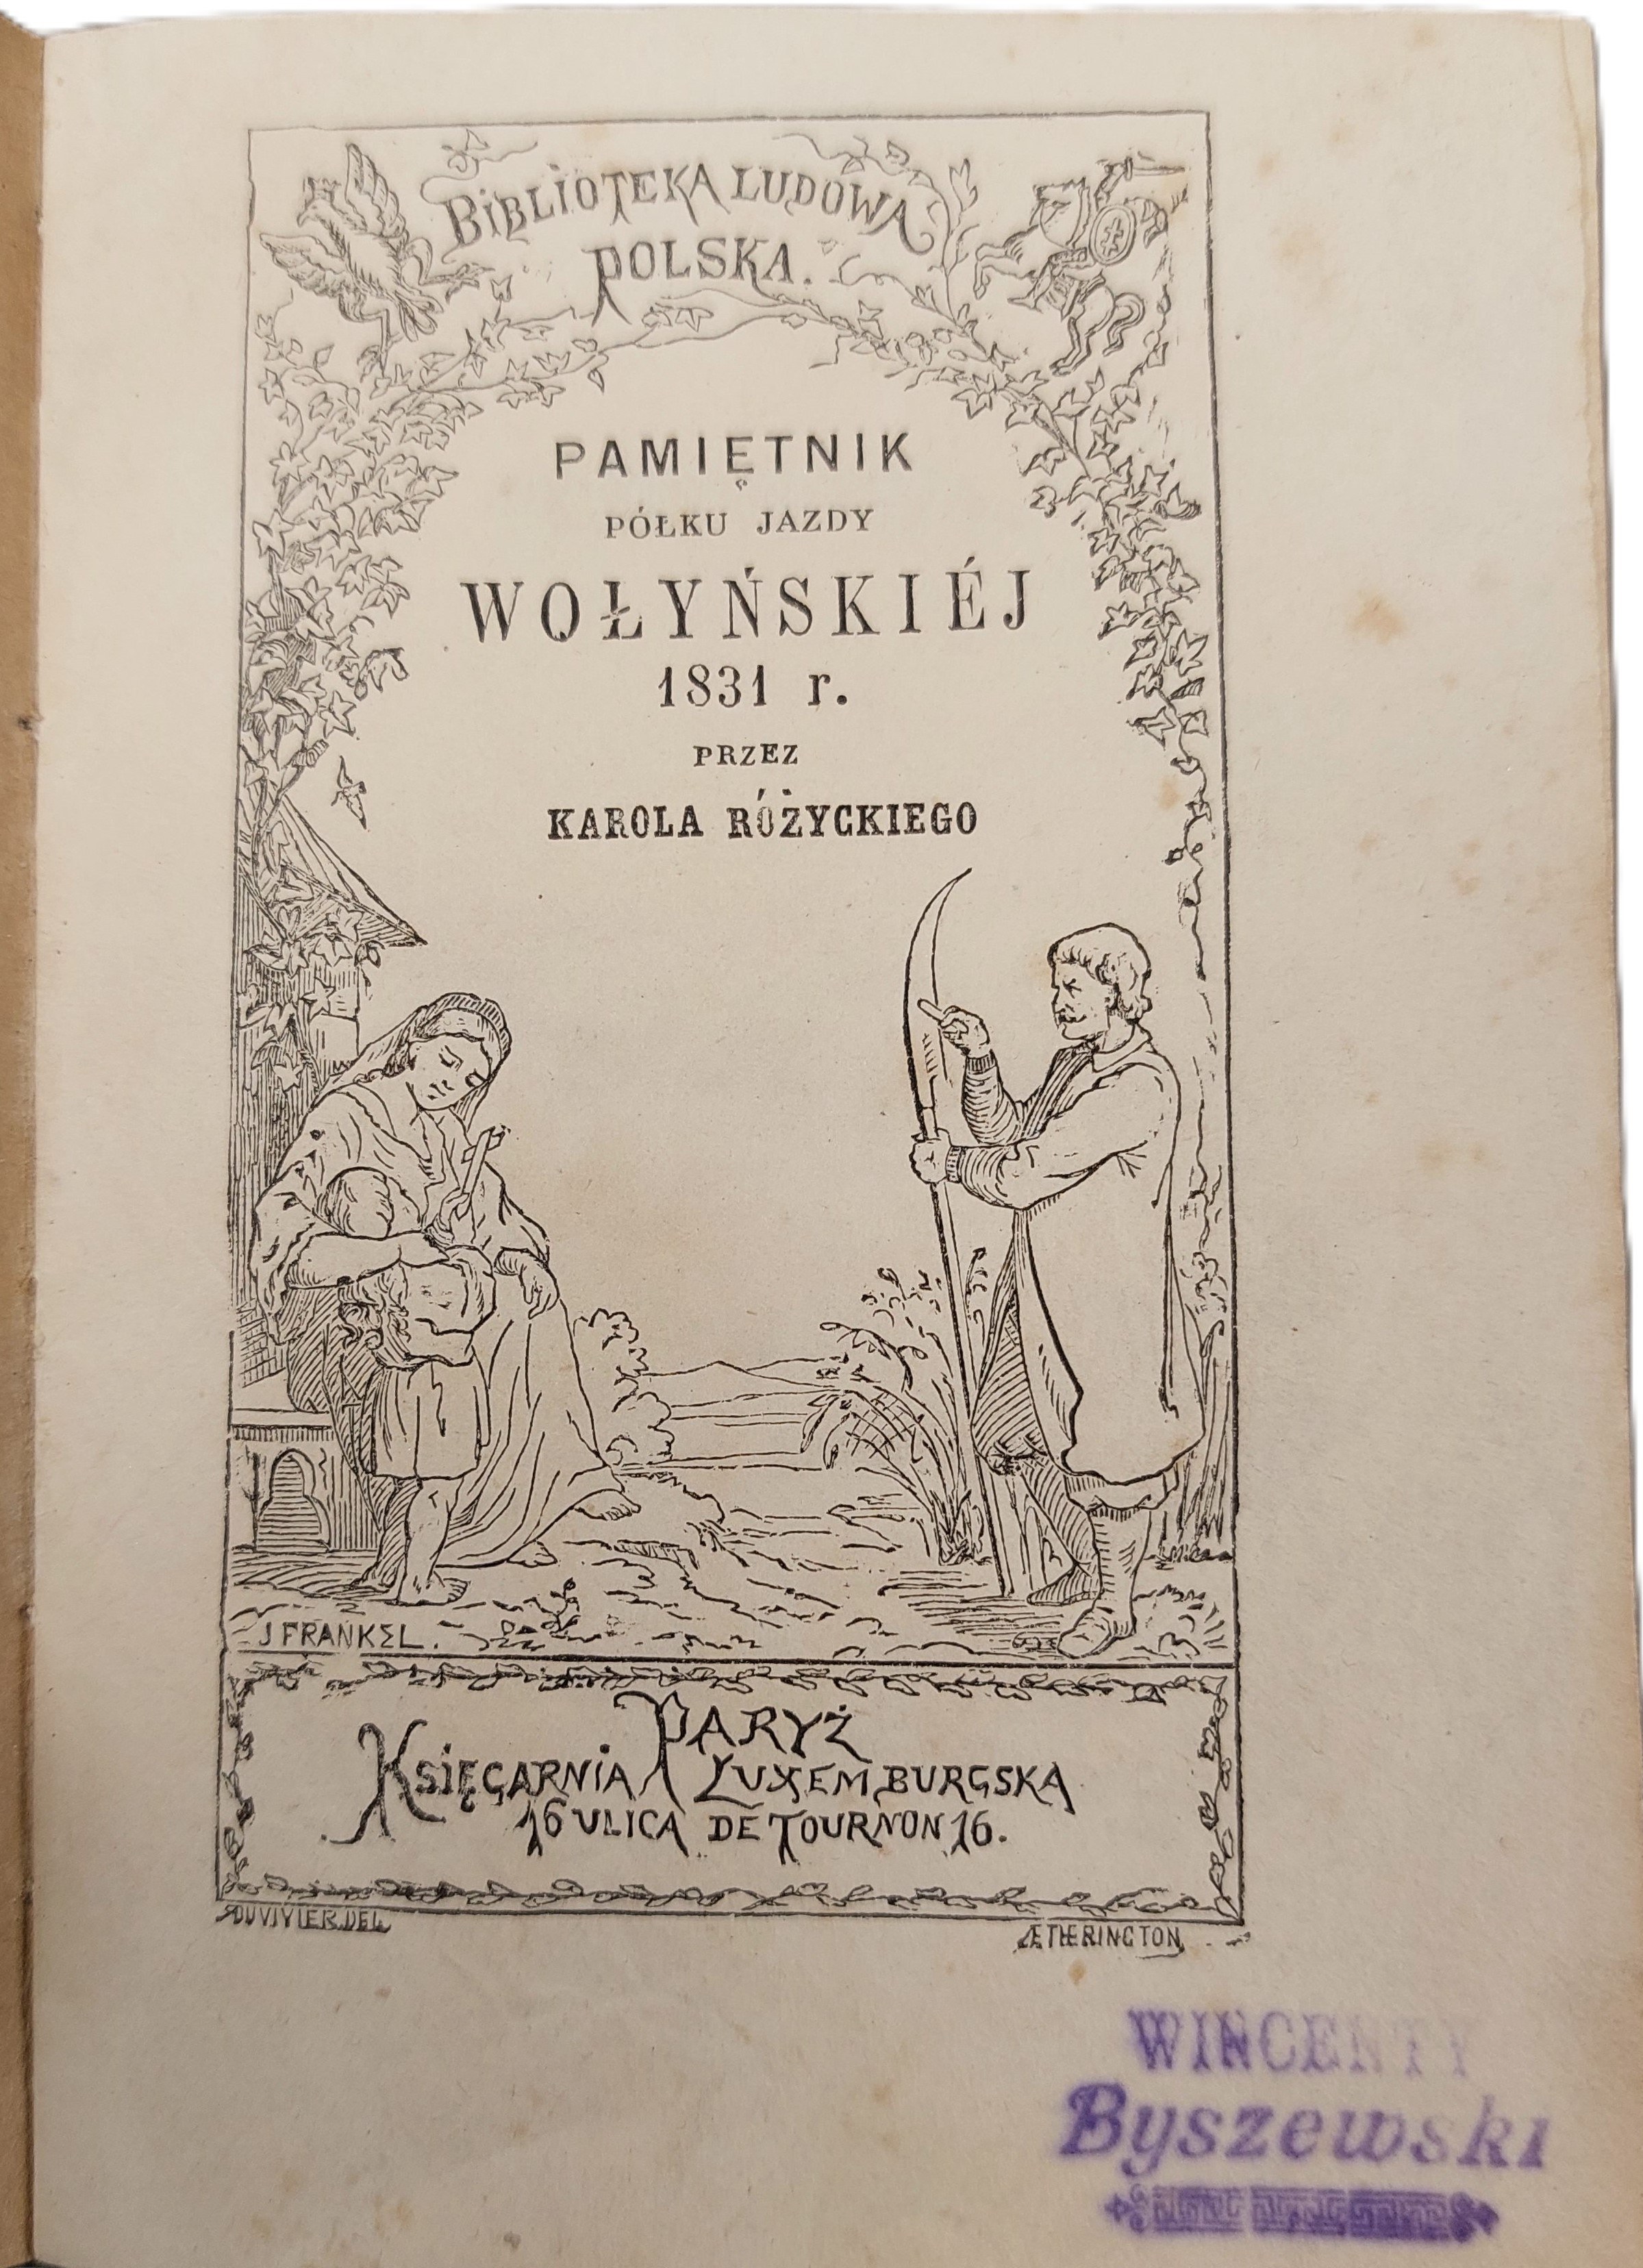 BIBLIOTEKA LUDOWA
POLSKA.
PAMIĘTNIK
PÓŁKU JAZDY
WOŁYŃSKIÉJ
1831 r.
PRZEZ
KAROLA RÓŻYCKIEGO
J FRANKEL.
PARYŻ
KSIĘGARNIA LUXEMBURGSKA
16 ULICA DE TOURNON 16.
DUVIVIER. DEL
ETHERINGTON
WINCENTY
Byszewski